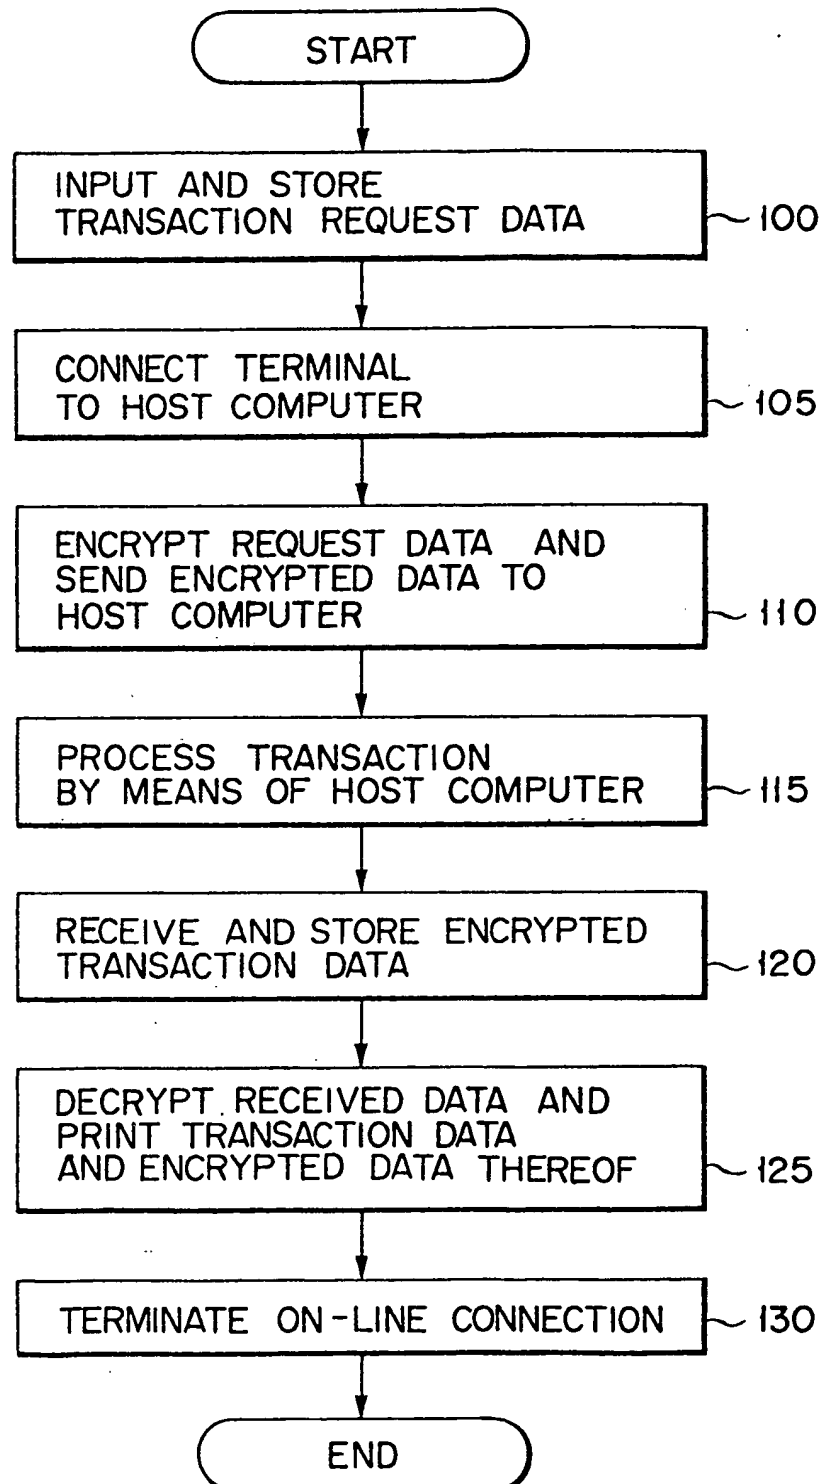 START
INPUT AND STORE
TRANSACTION REQUEST DATA
100
CONNECT TERMINAL
TO HOST COMPUTER
105
ENCRYPT REQUEST DATA AND
SEND ENCRYPTED DATA TO
HOST COMPUTER
110
PROCESS TRANSACTION
BY MEANS OF HOST COMPUTER
115
RECEIVE AND STORE ENCRYPTED
TRANSACTION DATA
120
DECRYPT RECEIVED DATA AND
PRINT TRANSACTION DATA
AND ENCRYPTED DATA THEREOF
125
TERMINATE ON-LINE CONNECTION
130
END